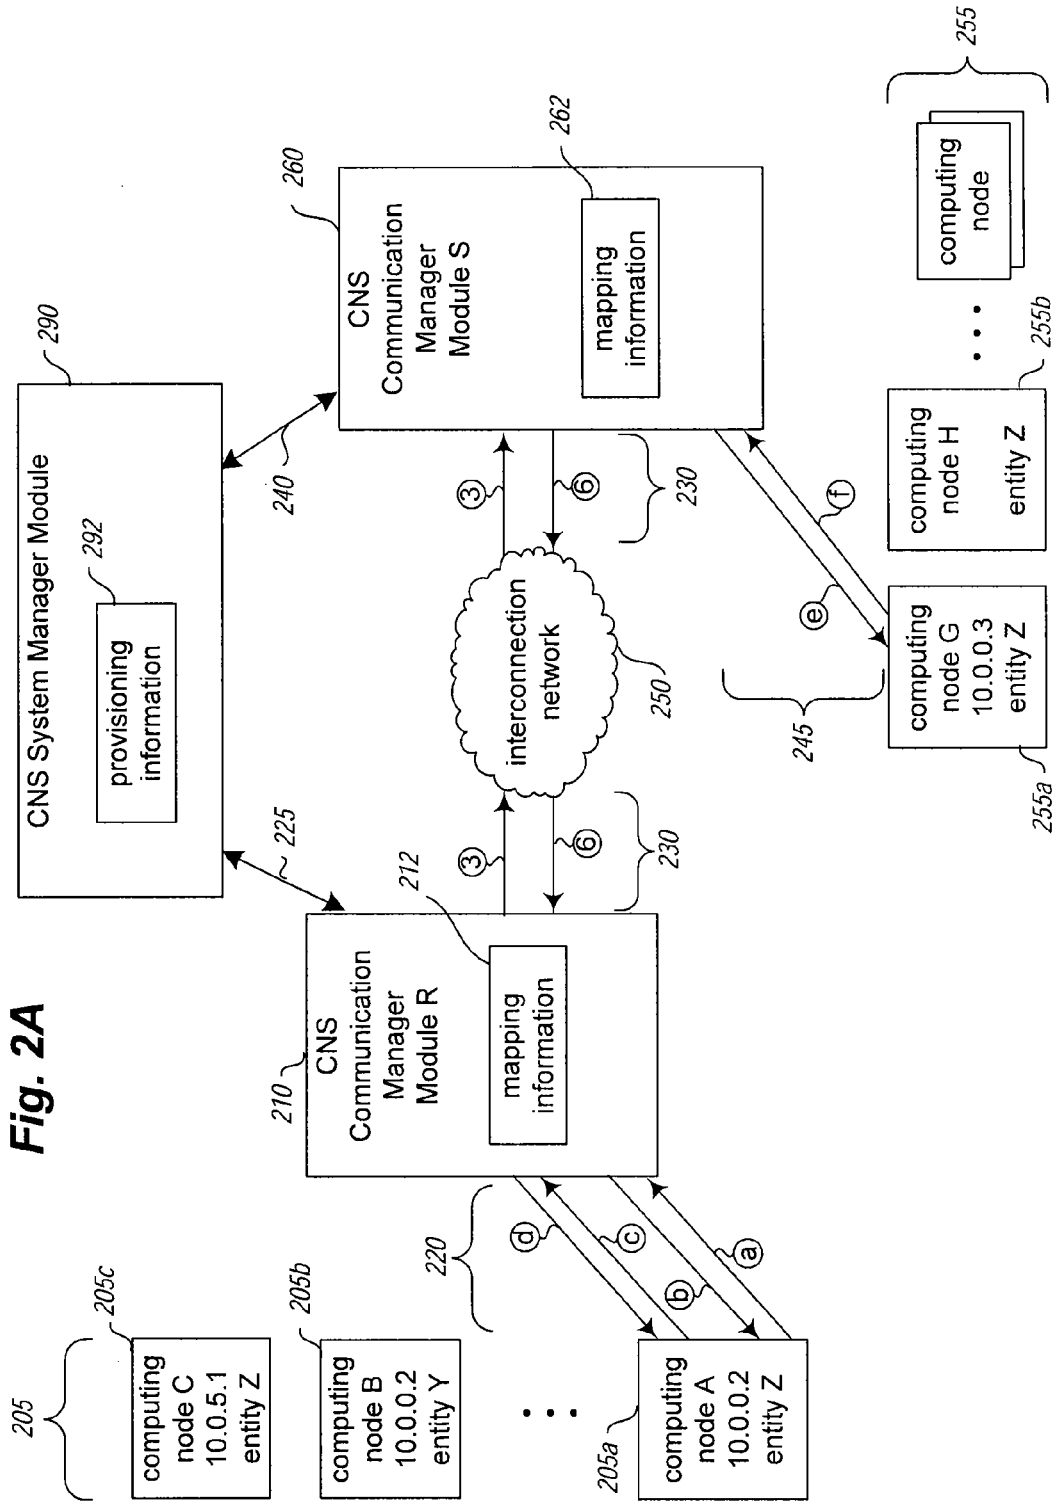 Fig. 2A
CNS System Manager Module
290
provisioning
information
292
225
240
210
CNS
Communication
Manager
Module R
mapping
information
212
260
CNS
Communication
Manager
Module S
mapping
information
262
3
6
230
interconnection
network
250
3
6
230
205
computing
node C
10.0.5.1
entity Z
205c
computing
node B
10.0.0.2
entity Y
205b
...
computing
node A
10.0.0.2
entity Z
205a
220
d
c
b
a
245
e
f
computing
node G
10.0.0.3
entity Z
255a
computing
node H
entity Z
255b
...
computing
node
255